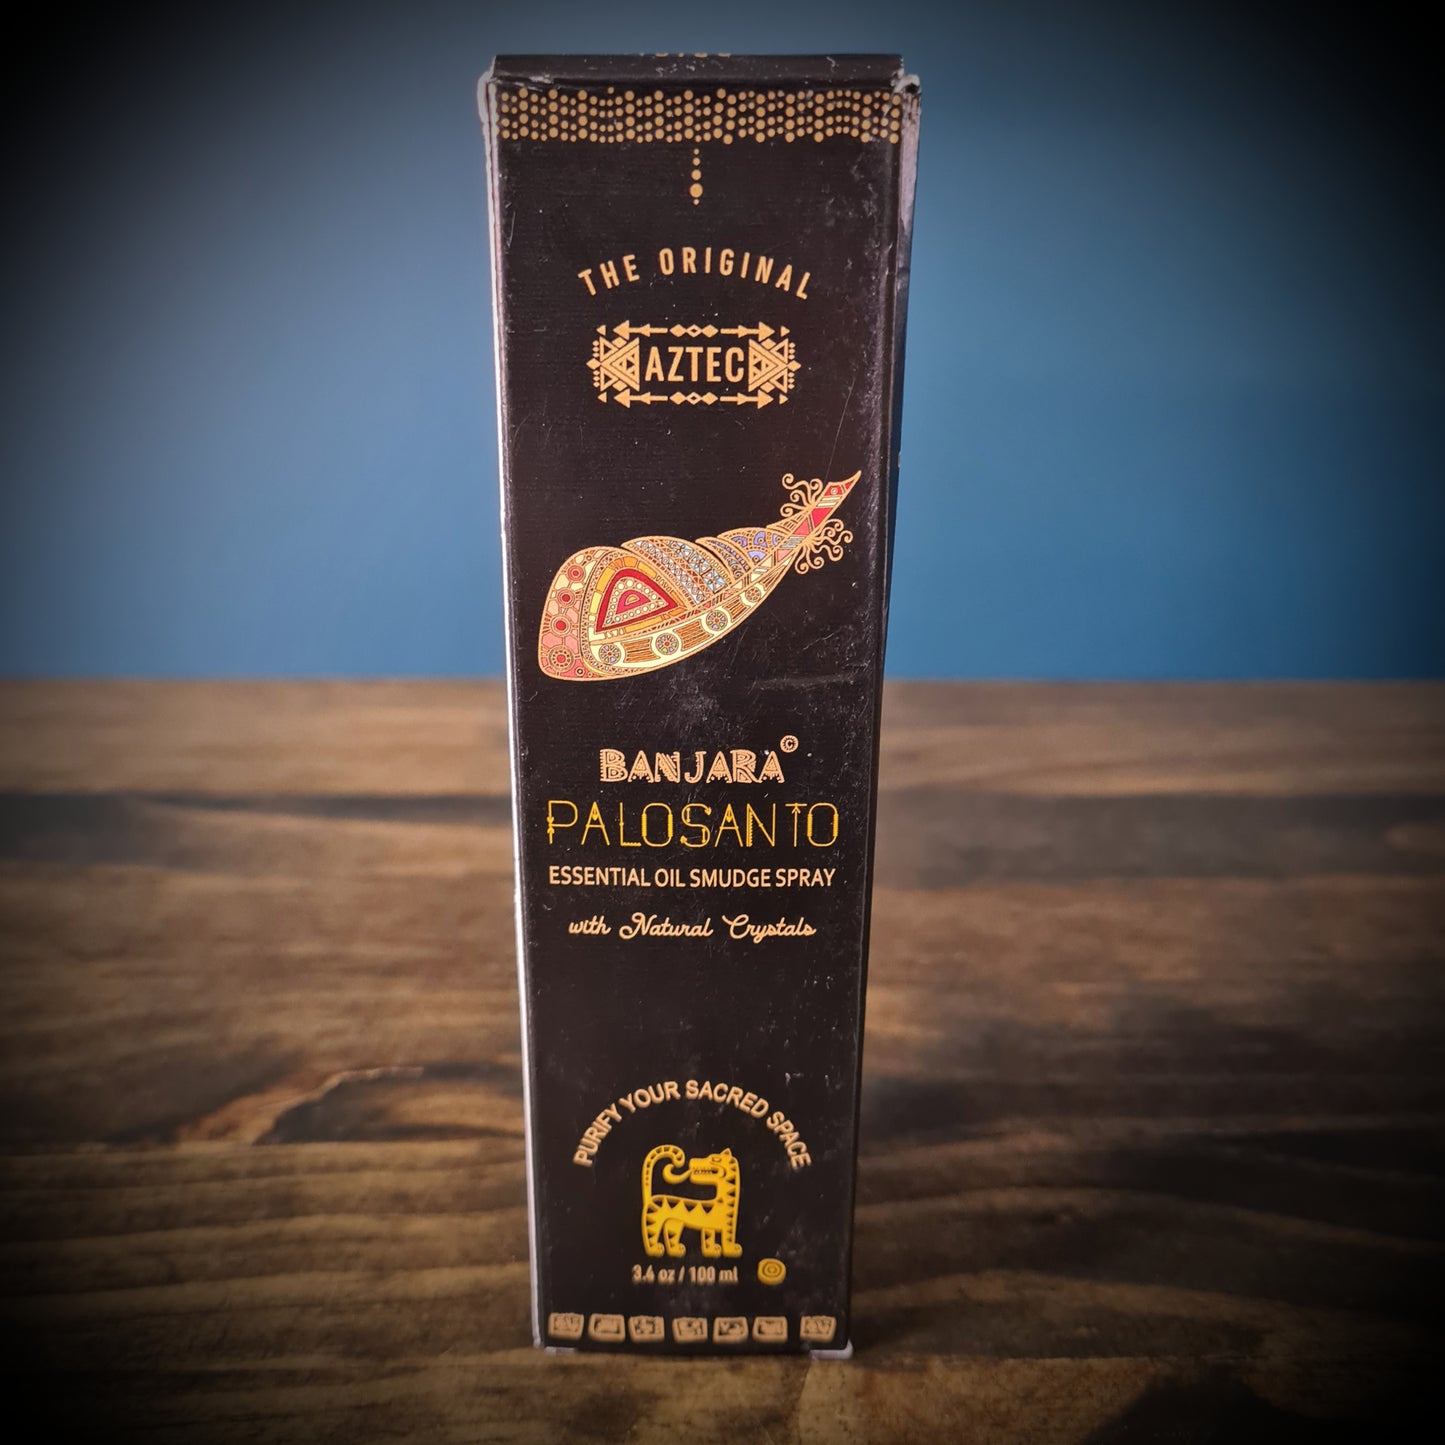 THE ORIGINAL
AZTEC
BANJARA©
PALOSANTO
ESSENTIAL OIL SMUDGE SPRAY
with Natural Crystals
PURIFY YOUR SACRED SPACE
3.4 oz / 100 ml